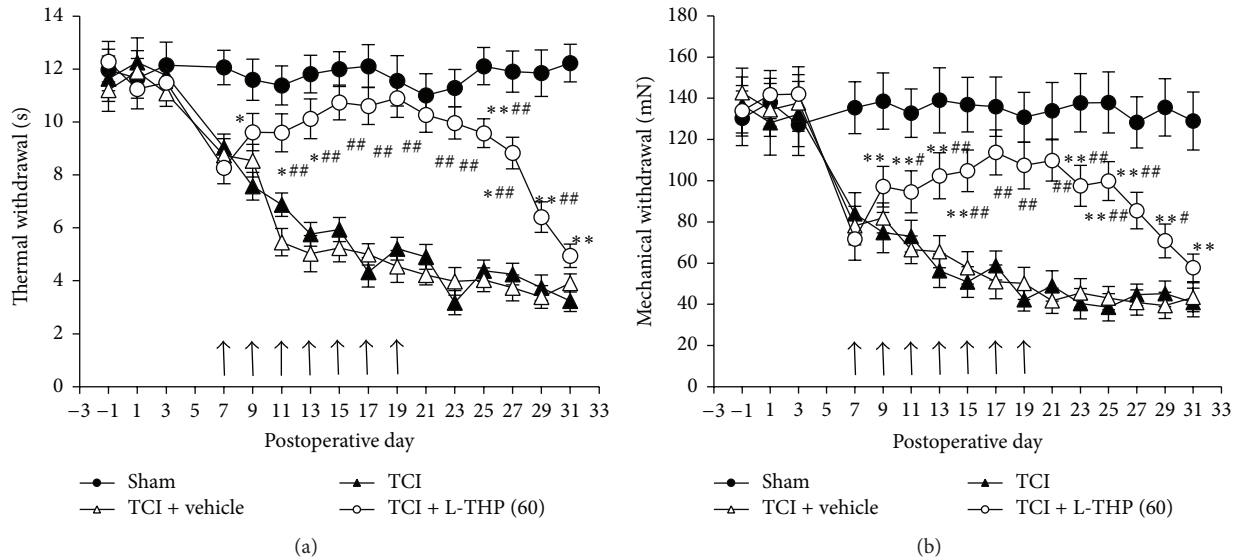 14
12
10
8
6
4
2
0
Thermal withdrawal (s)
*
*##
*##
##
##
##
##
##
**##
*##
**##
**
−3 −1 1 3 5 7 9 11 13 15 17 19 21 23 25 27 29 31 33
Postoperative day
Sham
TCI
TCI + vehicle
TCI + L-THP (60)
(a)
180
160
140
120
100
80
60
40
20
0
Mechanical withdrawal (mN)
**
**#
**##
**##
##
##
##
**##
**##
**##
**#
**
−3 −1 1 3 5 7 9 11 13 15 17 19 21 23 25 27 29 31 33
Postoperative day
Sham
TCI
TCI + vehicle
TCI + L-THP (60)
(b)